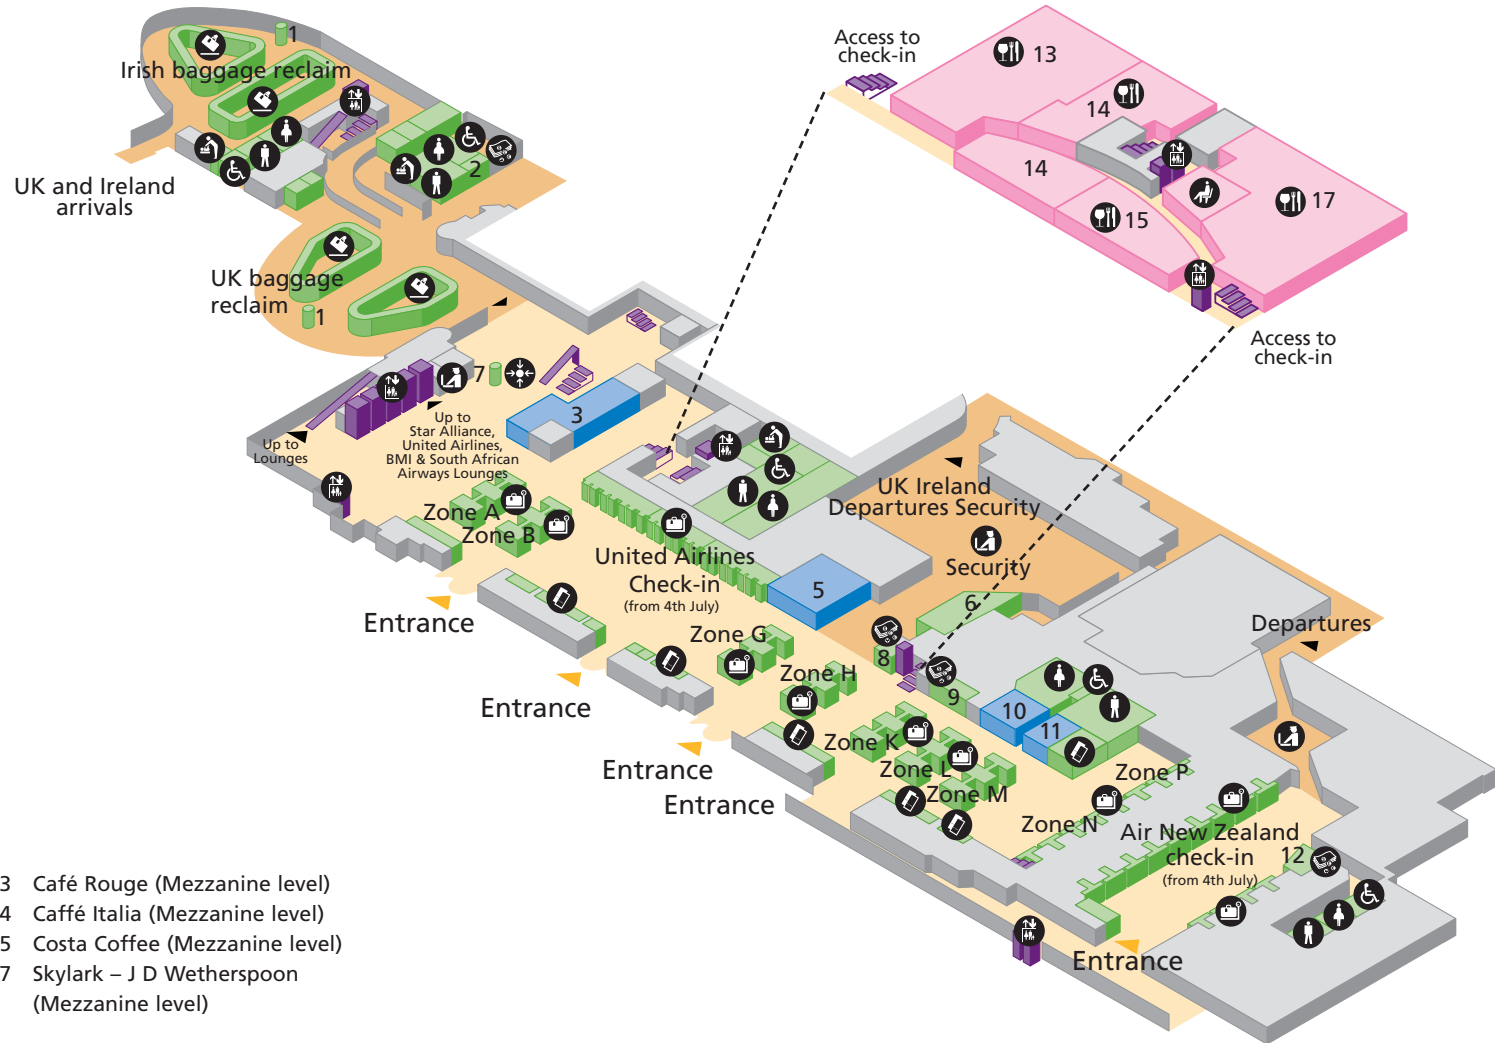 1
Irish baggage reclaim
2
UK and Ireland
arrivals
UK baggage
reclaim
1
Access to
check-in
13
14
14
15
17
Access to
check-in
7
3
Up to
Lounges
Up to
Star Alliance,
United Airlines,
BMI & South African
Airways Lounges
Zone A
Zone B
United Airlines
Check-in
(from 4th July)
5
UK Ireland
Departures Security
Security
6
Entrance
Zone G
8
Departures
Zone H
9
10
11
Entrance
Zone K
Zone L
Zone M
Zone P
Entrance
Entrance
Zone N
Air New Zealand
check-in
(from 4th July)
12
Entrance
3 Café Rouge (Mezzanine level)
4 Caffé Italia (Mezzanine level)
5 Costa Coffee (Mezzanine level)
7 Skylark – J D Wetherspoon
(Mezzanine level)